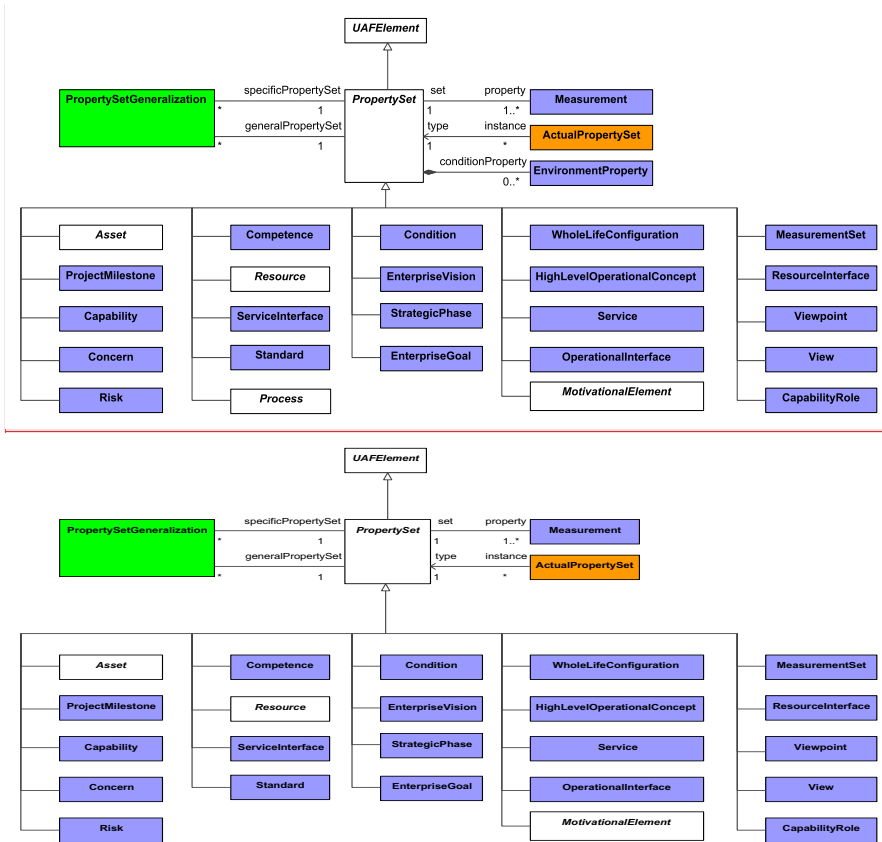 UAFElement
specificPropertySet set property
PropertySetGeneralization PropertySet Measurement
* 1 1 1..*
generalPropertySet type instance
ActualPropertySet
* 1 1 *
conditionProperty
EnvironmentProperty
0..*
Asset Competence Condition WholeLifeConfiguration MeasurementSet
ProjectMilestone Resource EnterpriseVision HighLevelOperationalConcept ResourceInterface
Capability ServiceInterface StrategicPhase Service Viewpoint
Concern Standard EnterpriseGoal OperationalInterface View
Risk Process MotivationalElement CapabilityRole
UAFElement
specificPropertySet set property
PropertySetGeneralization PropertySet Measurement
* 1 1 1..*
generalPropertySet type instance
ActualPropertySet
* 1 1 *
Asset Competence Condition WholeLifeConfiguration MeasurementSet
ProjectMilestone Resource EnterpriseVision HighLevelOperationalConcept ResourceInterface
Capability ServiceInterface StrategicPhase Service Viewpoint
Concern Standard EnterpriseGoal OperationalInterface View
Risk MotivationalElement CapabilityRole